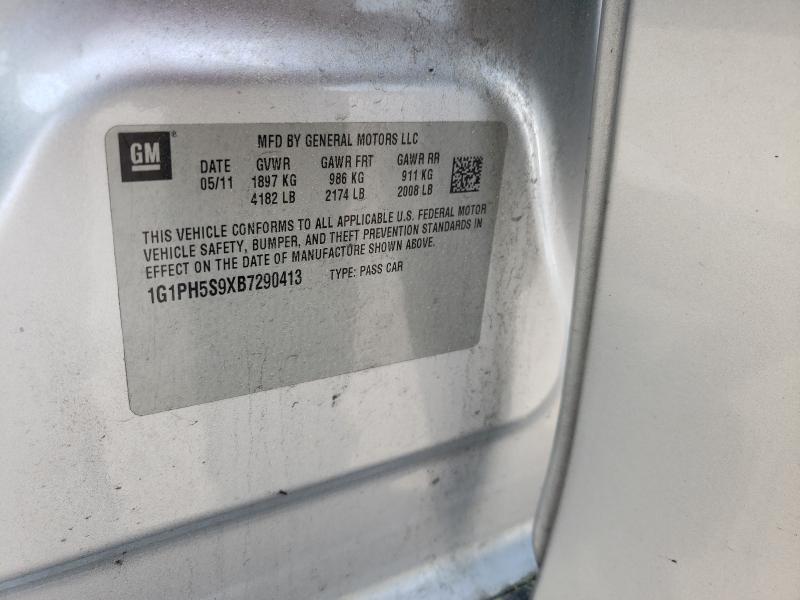 GM®
MFD BY GENERAL MOTORS LLC
DATE GVWR GAWR FRT GAWR RR
05/11 1897 KG 986 KG 911 KG
4182 LB 2174 LB 2008 LB
THIS VEHICLE CONFORMS TO ALL APPLICABLE U.S. FEDERAL MOTOR
VEHICLE SAFETY, BUMPER, AND THEFT PREVENTION STANDARDS IN
EFFECT ON THE DATE OF MANUFACTURE SHOWN ABOVE.
1G1PH5S9XB7290413 TYPE: PASS CAR